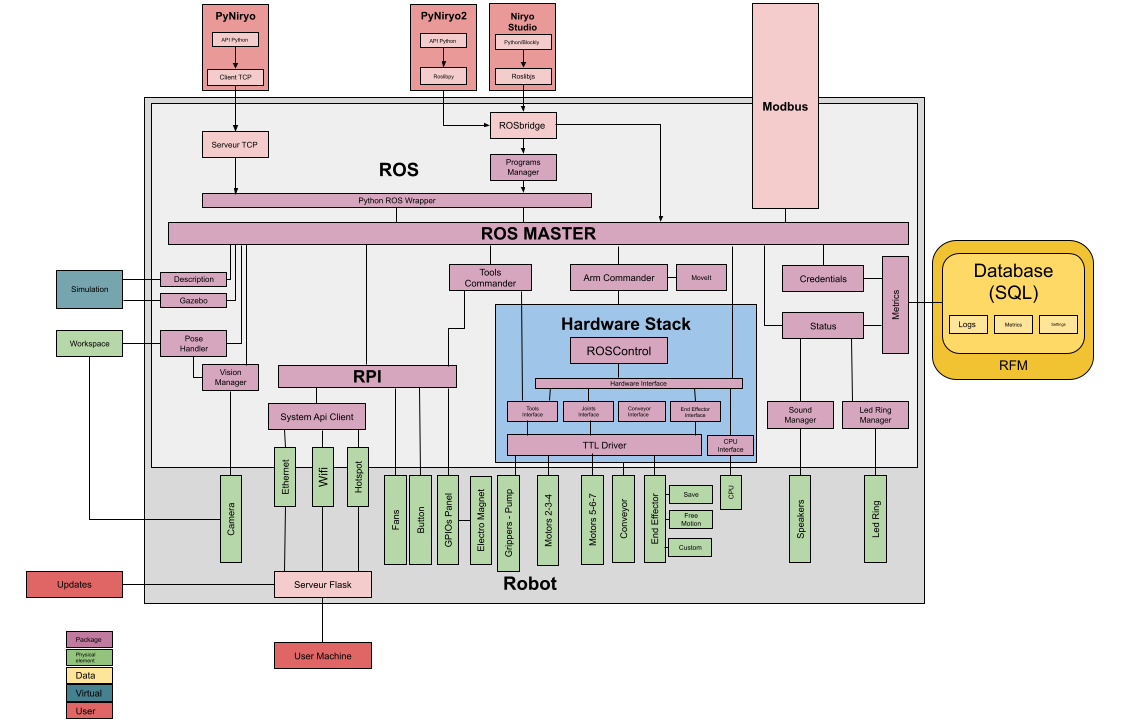 PyNiryo
API Python
Client TCP
PyNiryo2
API Python
Roslibpy
Niryo
Studio
Python/Blockly
Roslibjs
Modbus
Serveur TCP
ROSbridge
ROS
Programs
Manager
Python ROS Wrapper
ROS MASTER
Simulation
Description
Gazebo
Workspace
Pose
Handler
Vision
Manager
Tools
Commander
Arm Commander
MoveIt
Credentials
Status
Metrics
Database
(SQL)
Logs
Metrics
Settings
RFM
Hardware Stack
ROSControl
Hardware Interface
Tools
Interface
Joints
Interface
Conveyor
Interface
End Effector
Interface
TTL Driver
CPU
Interface
RPI
System Api Client
Sound
Manager
Led Ring
Manager
Ethernet
Wifi
Hotspot
Camera
Fans
Button
GPIOs Panel
Electro Magnet
Grippers - Pump
Motors 2-3-4
Motors 5-6-7
Conveyor
End Effector
Save
Free
Motion
Custom
CPU
Speakers
Led Ring
Updates
Serveur Flask
Robot
User Machine
Package
Physical
element
Data
Virtual
User